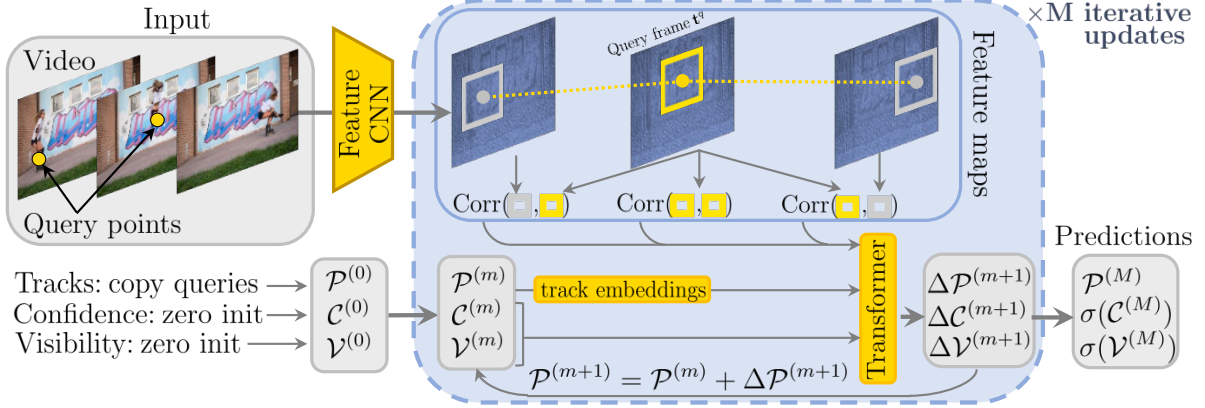 Input
×M iterative
updates
Video
Query points
Feature
CNN
Query frame t^q
Feature maps
Corr( , )
Corr( , )
Corr( , )
Tracks: copy queries
Confidence: zero init
Visibility: zero init
𝒫^(0)
𝒞^(0)
𝒱^(0)
𝒫^(m)
𝒞^(m)
𝒱^(m)
track embeddings
Transformer
𝒫^(m+1) = 𝒫^(m) + Δ𝒫^(m+1)
Δ𝒫^(m+1)
Δ𝒞^(m+1)
Δ𝒱^(m+1)
Predictions
𝒫^(M)
σ(𝒞^(M))
σ(𝒱^(M))